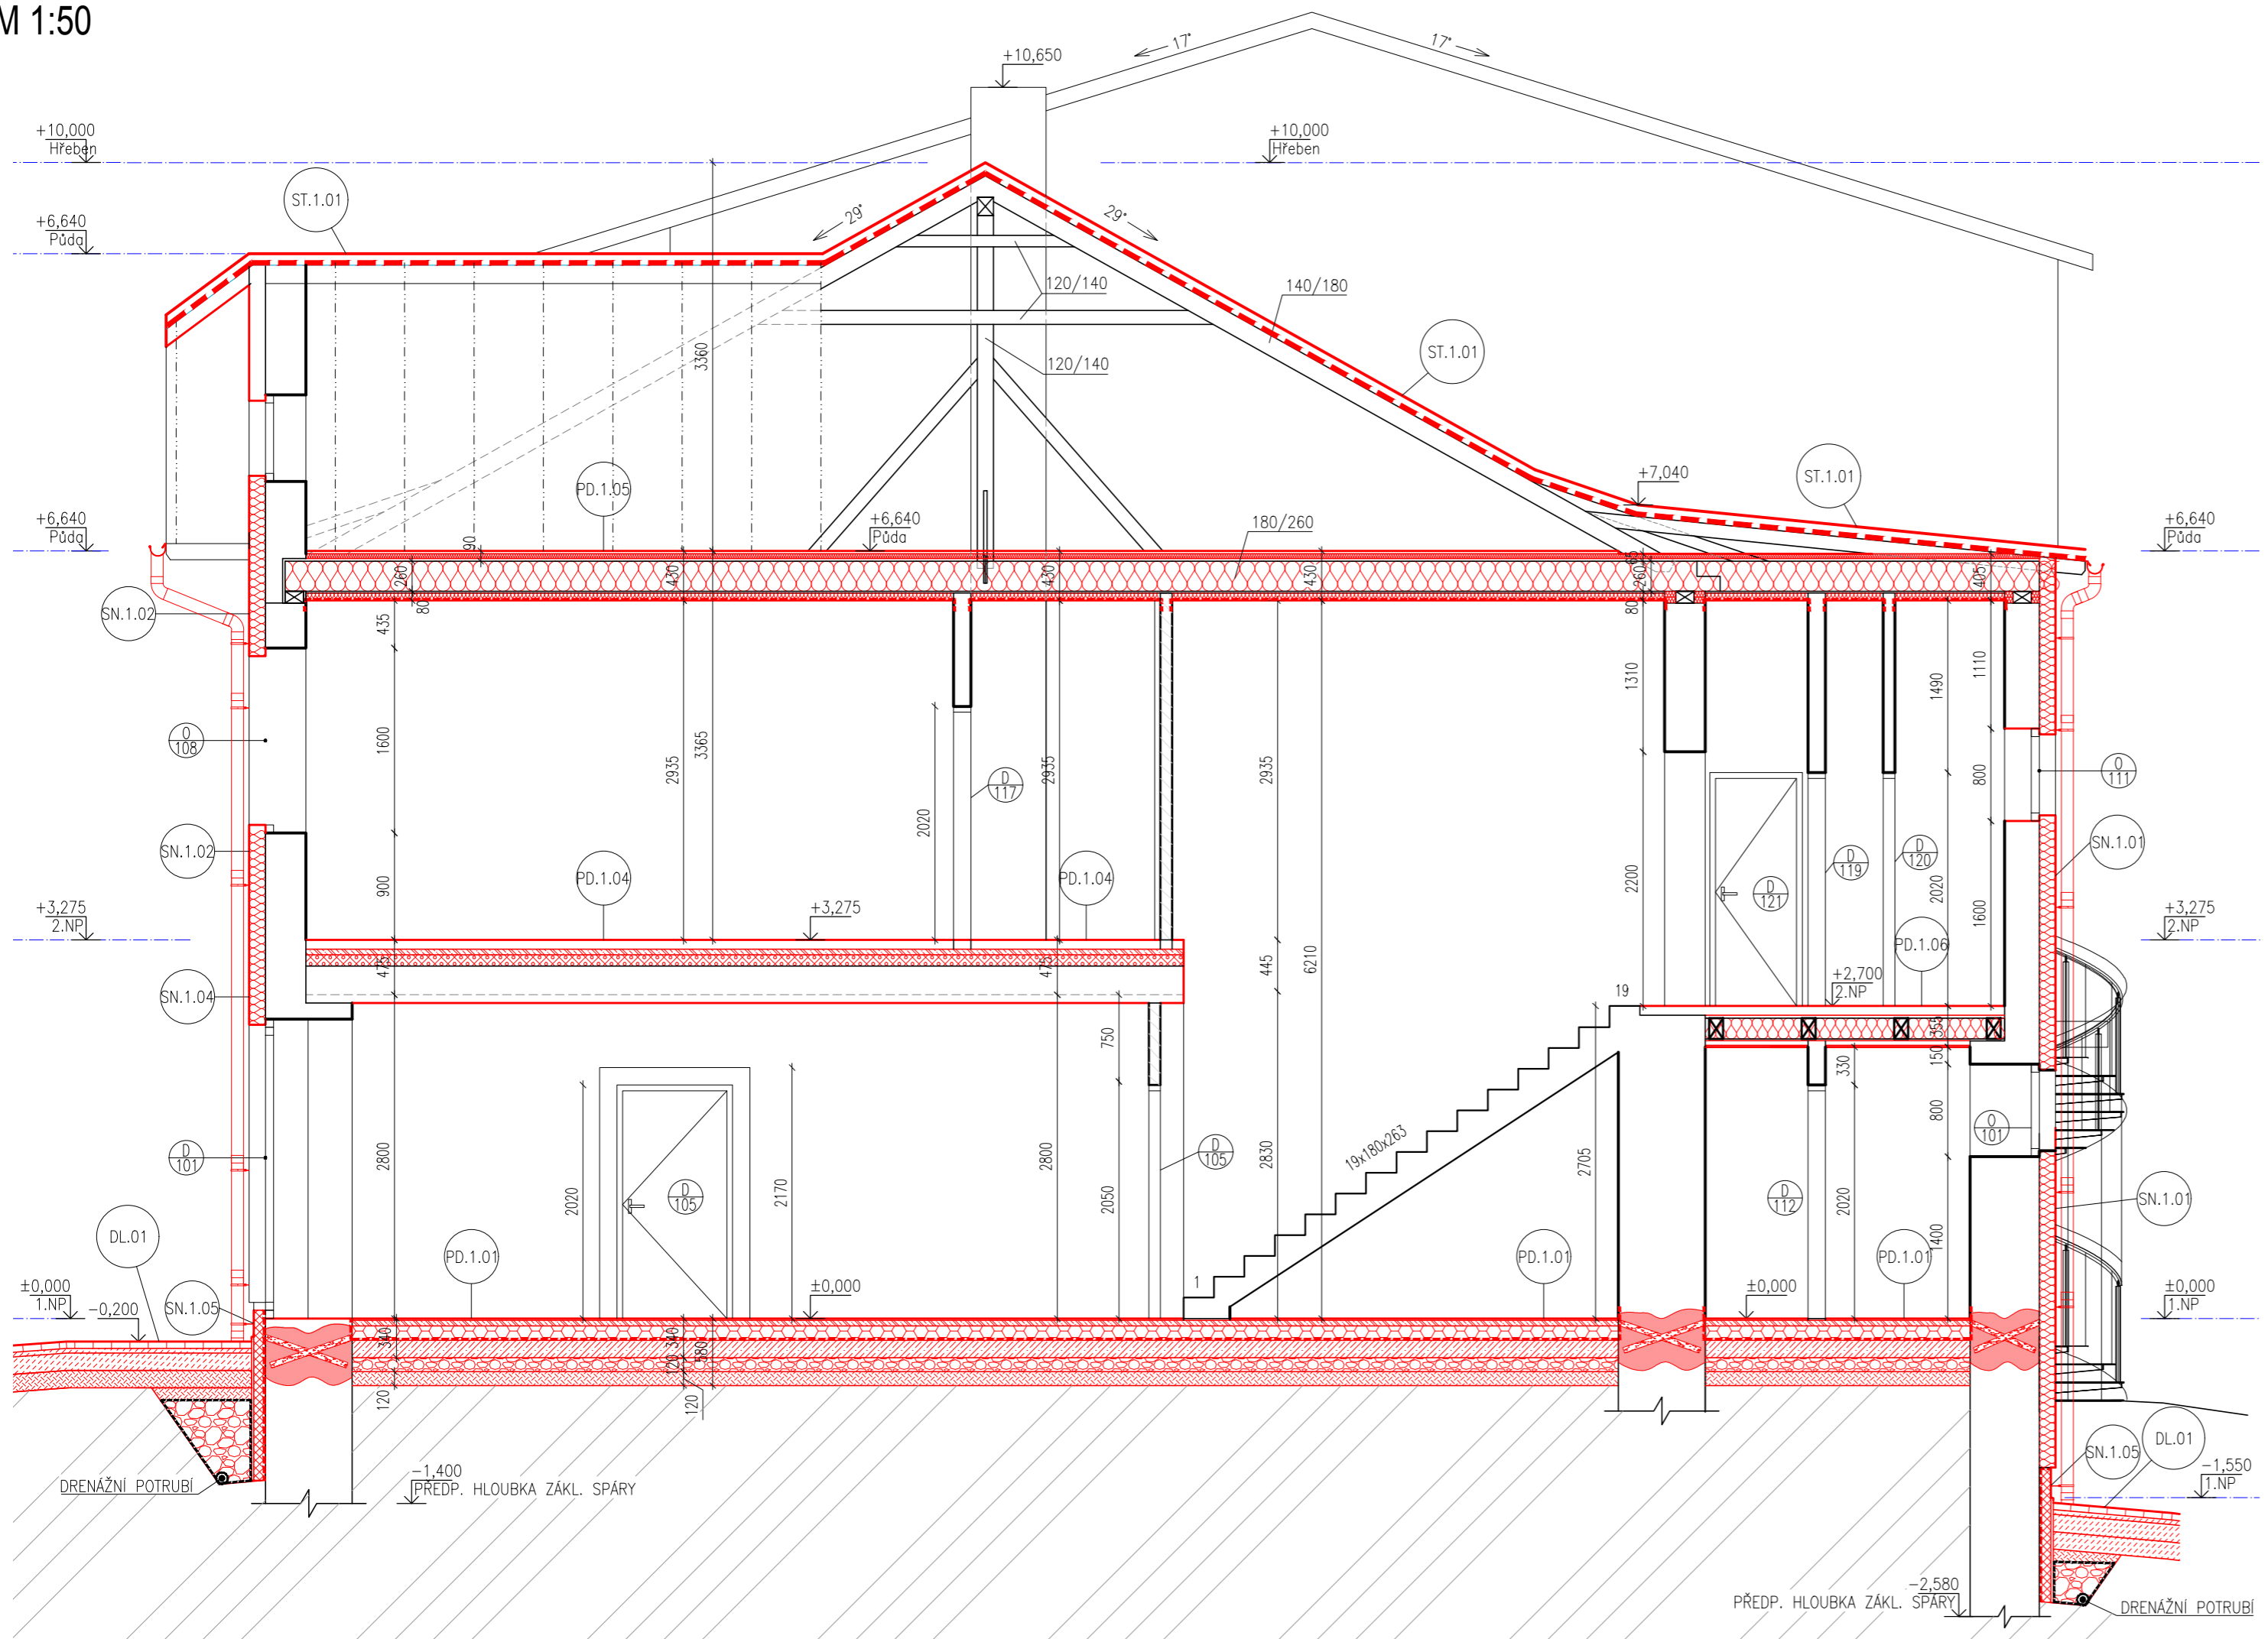 M 1:50
17°
17°
+10,650
+10,000
Hřeben
+10,000
Hřeben
ST.1.01
29°
29°
+6,640
Půda
120/140
140/180
3360
ST.1.01
120/140
+7,040
ST.1.01
PD.1.05
+6,640
Půda
+6,640
Půda
180/260
+6,640
Půda
90
260
430
430
430
65
260
405
80
80
SN.1.02
435
1310
1490
1110
O
108
1600
2935
3365
2935
2935
D
117
O
111
800
2020
SN.1.02
900
PD.1.04
PD.1.04
2200
D
119
D
120
D
121
2020
SN.1.01
1600
+3,275
2.NP
+3,275
+3,275
2.NP
PD.1.06
475
475
445
6210
+2,700
2.NP
SN.1.04
19
365
150
750
330
800
O
101
19x180x263
D
101
2800
2020
D
105
2170
2800
2050
D
105
2830
2705
D
112
2020
SN.1.01
1400
DL.01
PD.1.01
PD.1.01
PD.1.01
±0,000
1.NP
-0,200
SN.1.05
±0,000
1
±0,000
±0,000
1.NP
340
340
120
580
120
120
DRENÁŽNÍ POTRUBÍ
-1,400
PŘEDP. HLOUBKA ZÁKL. SPÁRY
SN.1.05
DL.01
-1,550
1.NP
-2,580
PŘEDP. HLOUBKA ZÁKL. SPÁRY
DRENÁŽNÍ POTRUBÍ